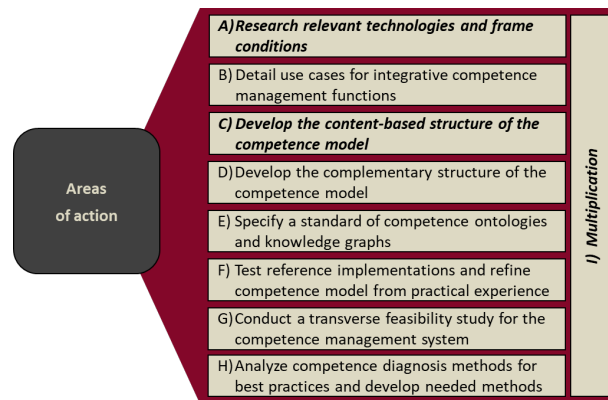 Areas
of action
A) Research relevant technologies and frame
conditions
B) Detail use cases for integrative competence
management functions
C) Develop the content-based structure of the
competence model
D) Develop the complementary structure of the
competence model
E) Specify a standard of competence ontologies
and knowledge graphs
F) Test reference implementations and refine
competence model from practical experience
G) Conduct a transverse feasibility study for the
competence management system
H) Analyze competence diagnosis methods for
best practices and develop needed methods
I) Multiplication